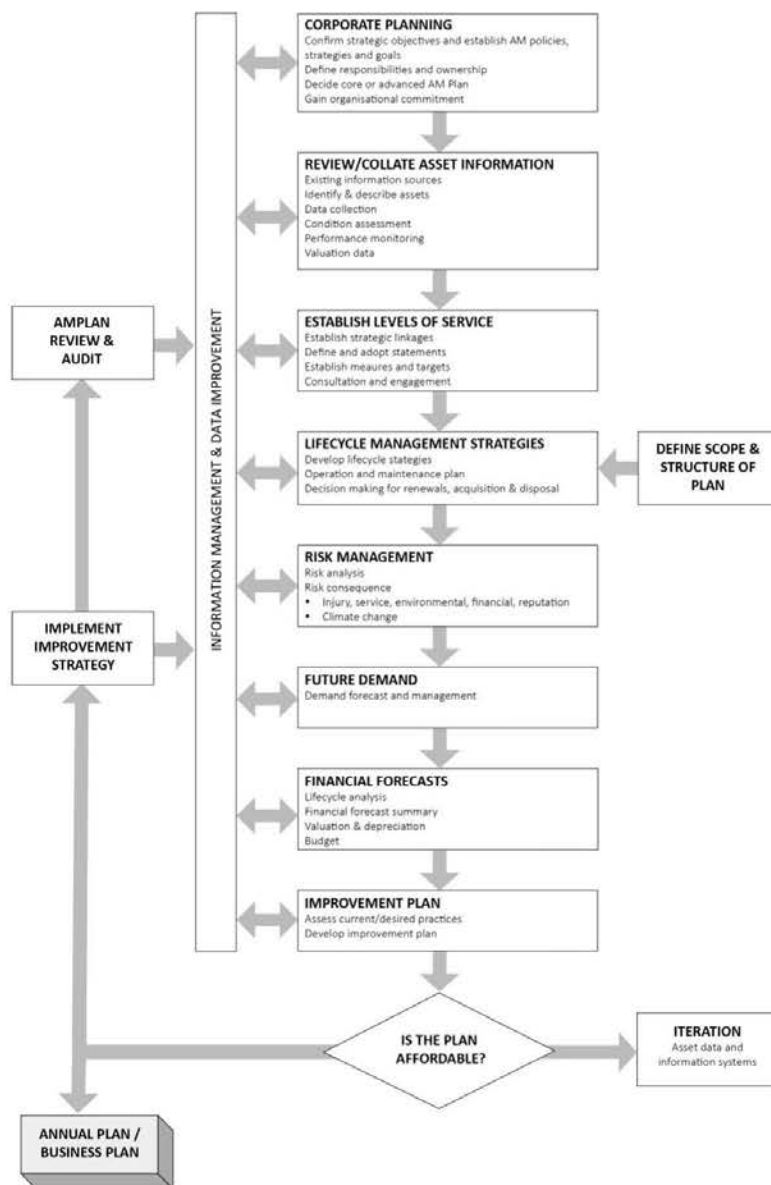 CORPORATE PLANNING
Confirm strategic objectives and establish AM policies,
strategies and goals
Define responsibilities and ownership
Decide core or advanced AM Plan
Gain organisational commitment
REVIEW/COLLATE ASSET INFORMATION
Existing information sources
Identify & describe assets
Data collection
Condition assessment
Performance monitoring
Valuation data
AMPLAN
REVIEW &
AUDIT
INFORMATION MANAGEMENT & DATA IMPROVEMENT
ESTABLISH LEVELS OF SERVICE
Establish strategic linkages
Define and adopt statements
Establish meaures and targets
Consultation and engagement
LIFECYCLE MANAGEMENT STRATEGIES
Develop lifecycle stategies
Operation and maintenance plan
Decision making for renewals, acquisition & disposal
DEFINE SCOPE &
STRUCTURE OF
PLAN
RISK MANAGEMENT
Risk analysis
Risk consequence
• Injury, service, environmental, financial, reputation
• Climate change
IMPLEMENT
IMPROVEMENT
STRATEGY
FUTURE DEMAND
Demand forecast and management
FINANCIAL FORECASTS
Lifecycle analysis
Financial forecast summary
Valuation & depreciation
Budget
IMPROVEMENT PLAN
Assess current/desired practices
Develop improvement plan
IS THE PLAN
AFFORDABLE?
ITERATION
Asset data and
information systems
ANNUAL PLAN /
BUSINESS PLAN